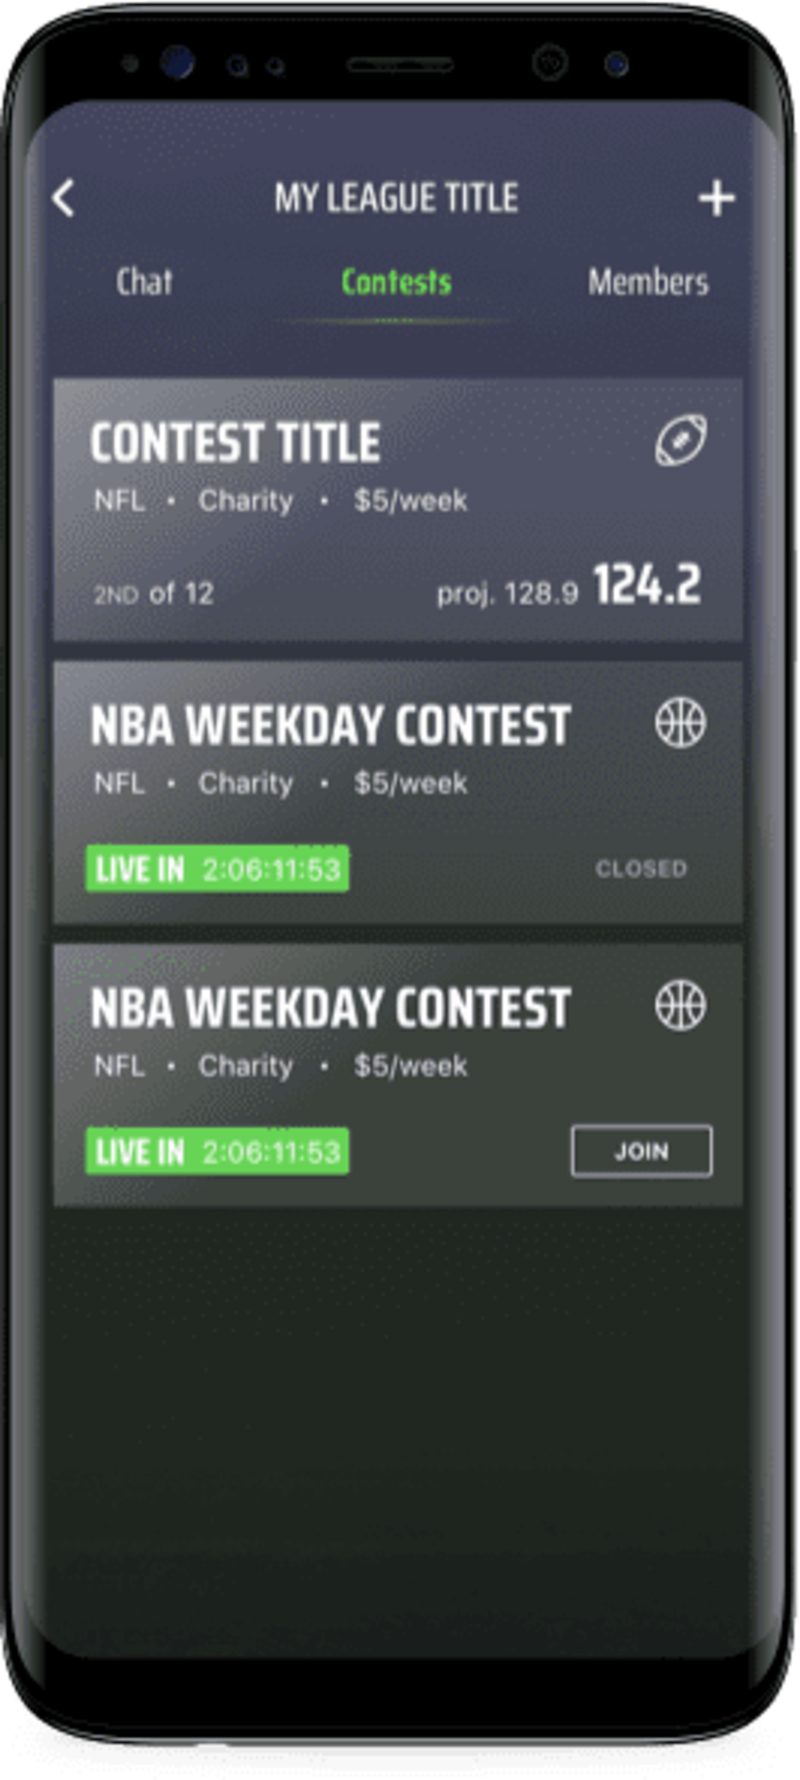 MY LEAGUE TITLE
Chat Contests Members
CONTEST TITLE
NFL • Charity • $5/week
2ND of 12 proj. 128.9 124.2
NBA WEEKDAY CONTEST
NFL • Charity • $5/week
LIVE IN 2:06:11:53 CLOSED
NBA WEEKDAY CONTEST
NFL • Charity • $5/week
LIVE IN 2:06:11:53 JOIN